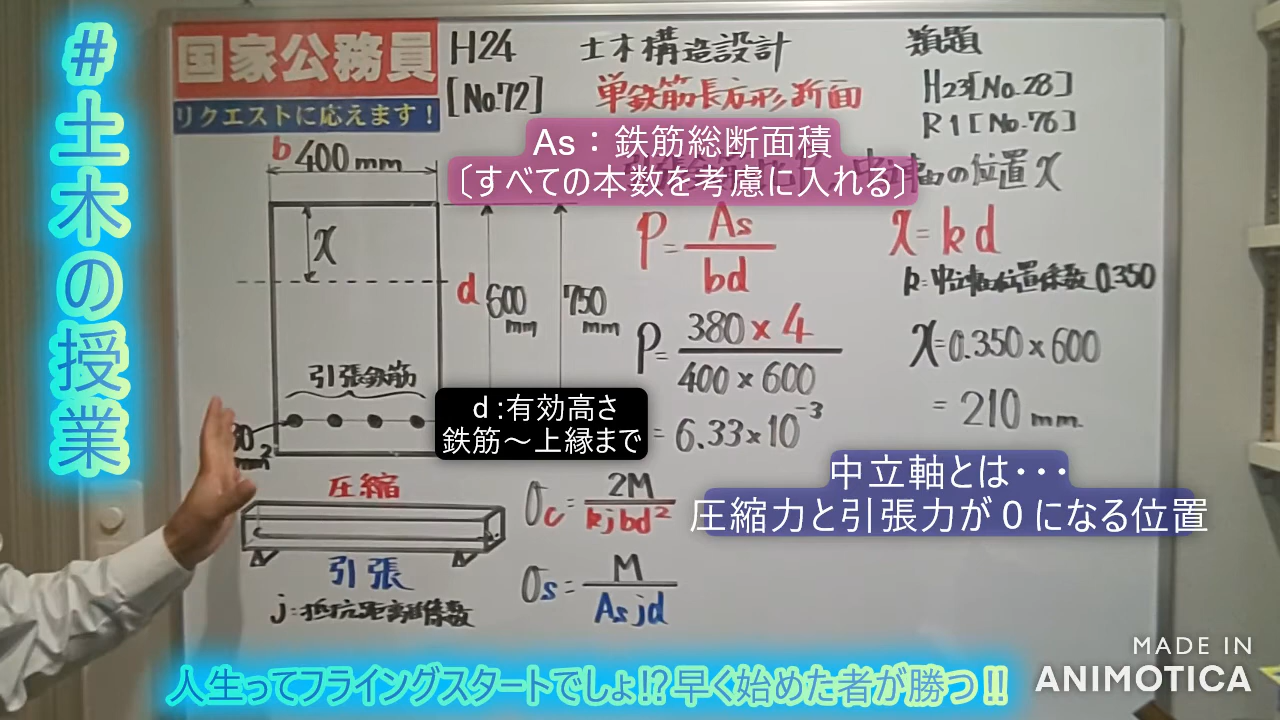 #土木の授業
国家公務員
リクエストに応えます！
H24
[No.72]
土木構造設計
単鉄筋長方形断面
類題
H23[No.28]
R1[No.76]
As：鉄筋総断面積
〔すべての本数を考慮に入れる〕
の位置 x
b 400mm
x
d 600mm
750mm
引張鉄筋
mm²
d:有効高さ
鉄筋～上縁まで
P=As/bd
P=380×4/400×600
=6.33×10⁻³
x=kd
k=中立軸位置係数0.350
x=0.350×600
=210mm
中立軸とは･･･
圧縮力と引張力が０になる位置
圧縮
引張
j=抵抗距離係数
σc=2M/kjbd²
σs=M/Asjd
人生ってフライングスタートでしょ!?早く始めた者が勝つ!!
MADE IN
ANIMOTICA